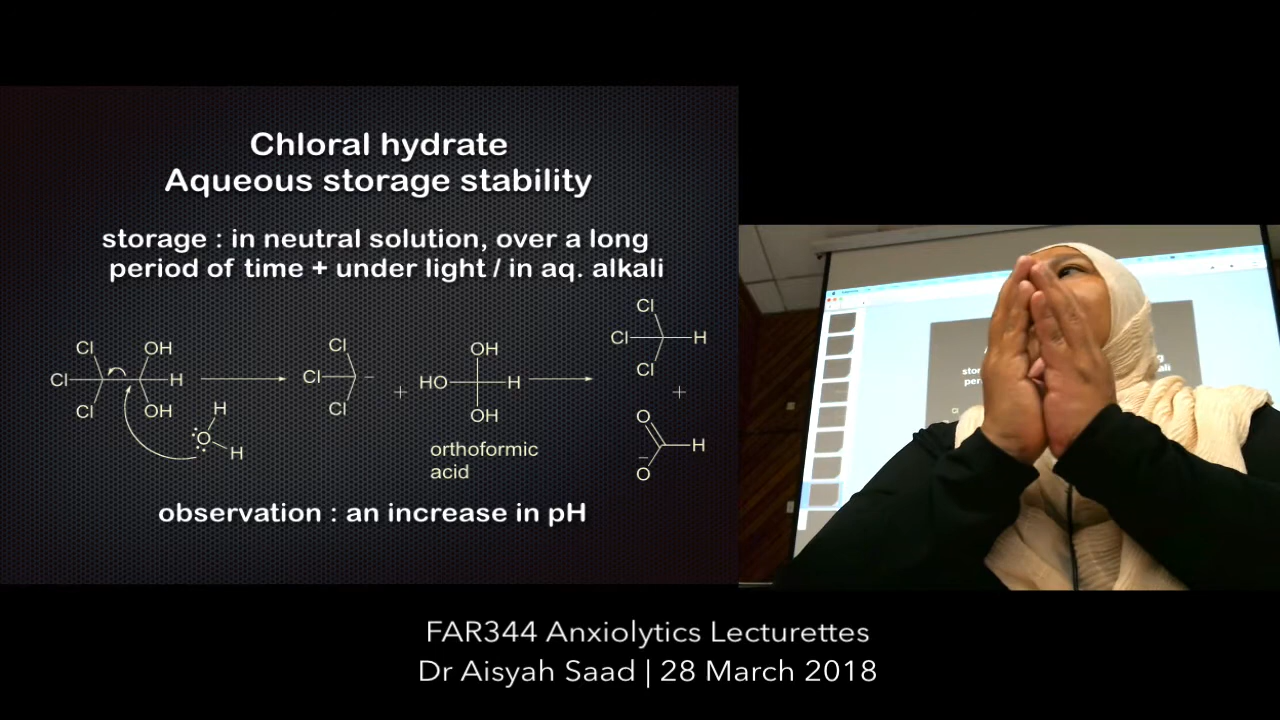 Chloral hydrate
Aqueous storage stability
storage : in neutral solution, over a long
period of time + under light / in aq. alkali
Cl OH Cl OH Cl
Cl H Cl − + HO H Cl H
Cl OH Cl OH Cl
H +
O O
H H
− O
orthoformic
acid
observation : an increase in pH
FAR344 Anxiolytics Lecturettes
Dr Aisyah Saad | 28 March 2018